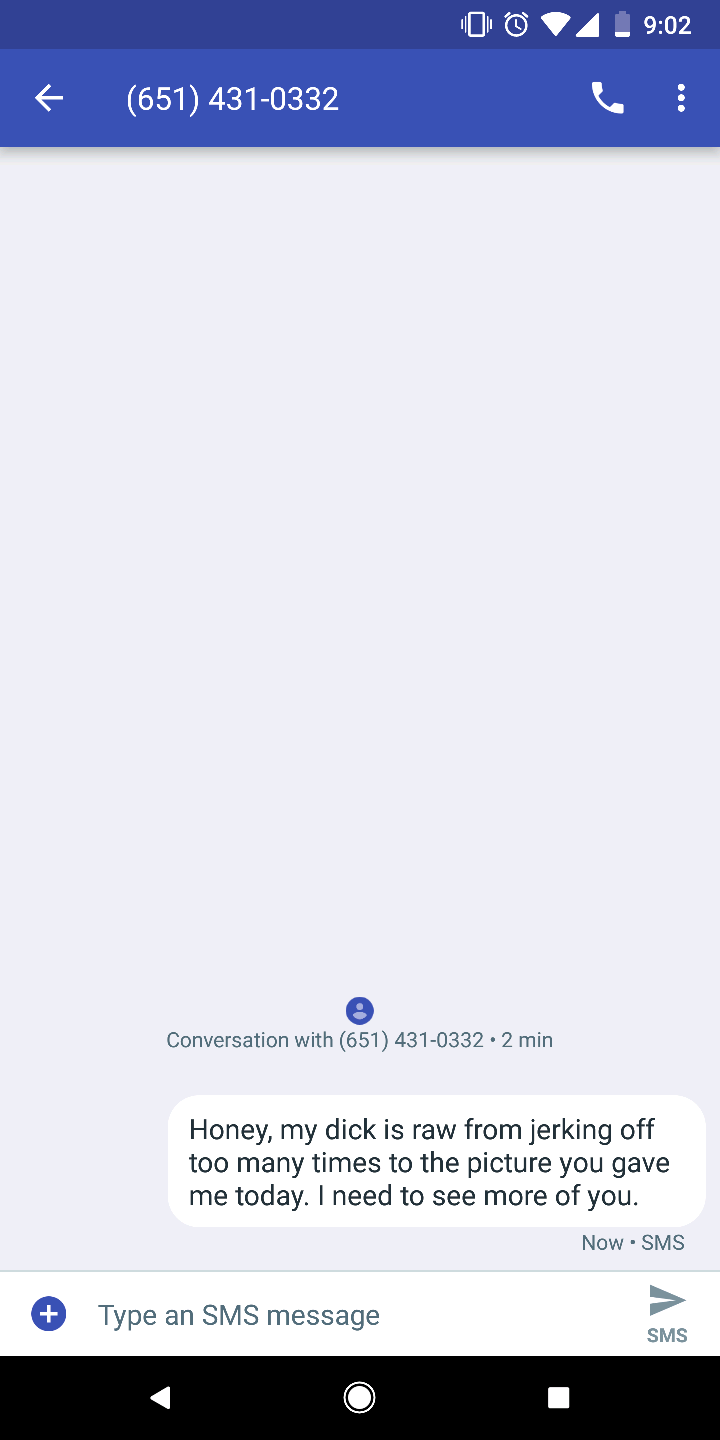 9:02
(651) 431-0332
Conversation with (651) 431-0332 • 2 min
Honey, my dick is raw from jerking off
too many times to the picture you gave
me today. I need to see more of you.
Now • SMS
Type an SMS message
SMS